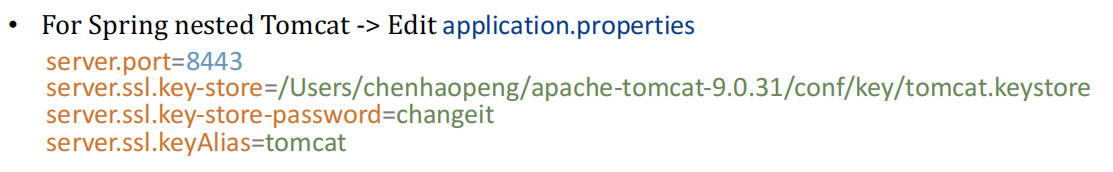 • For Spring nested Tomcat -> Edit application.properties
server.port=8443
server.ssl.key-store=/Users/chenhaopeng/apache-tomcat-9.0.31/conf/key/tomcat.keystore
server.ssl.key-store-password=changeit
server.ssl.keyAlias=tomcat